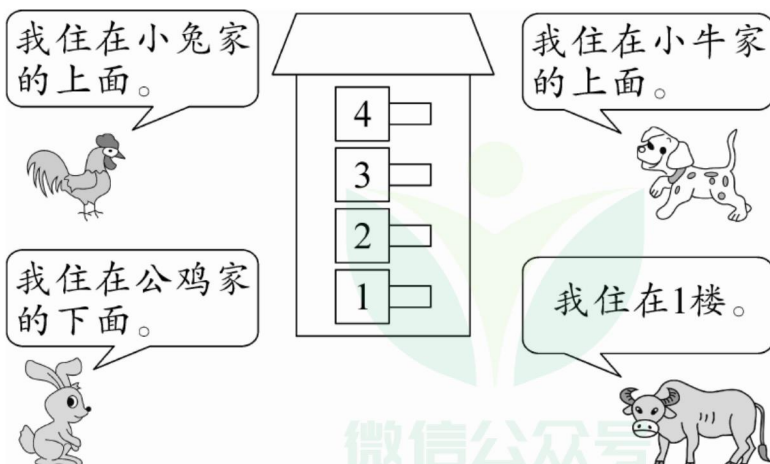 我住在小兔家
的上面。
我住在小牛家
的上面。
4
3
2
1
我住在公鸡家
的下面。
我住在1楼。
微信公众号